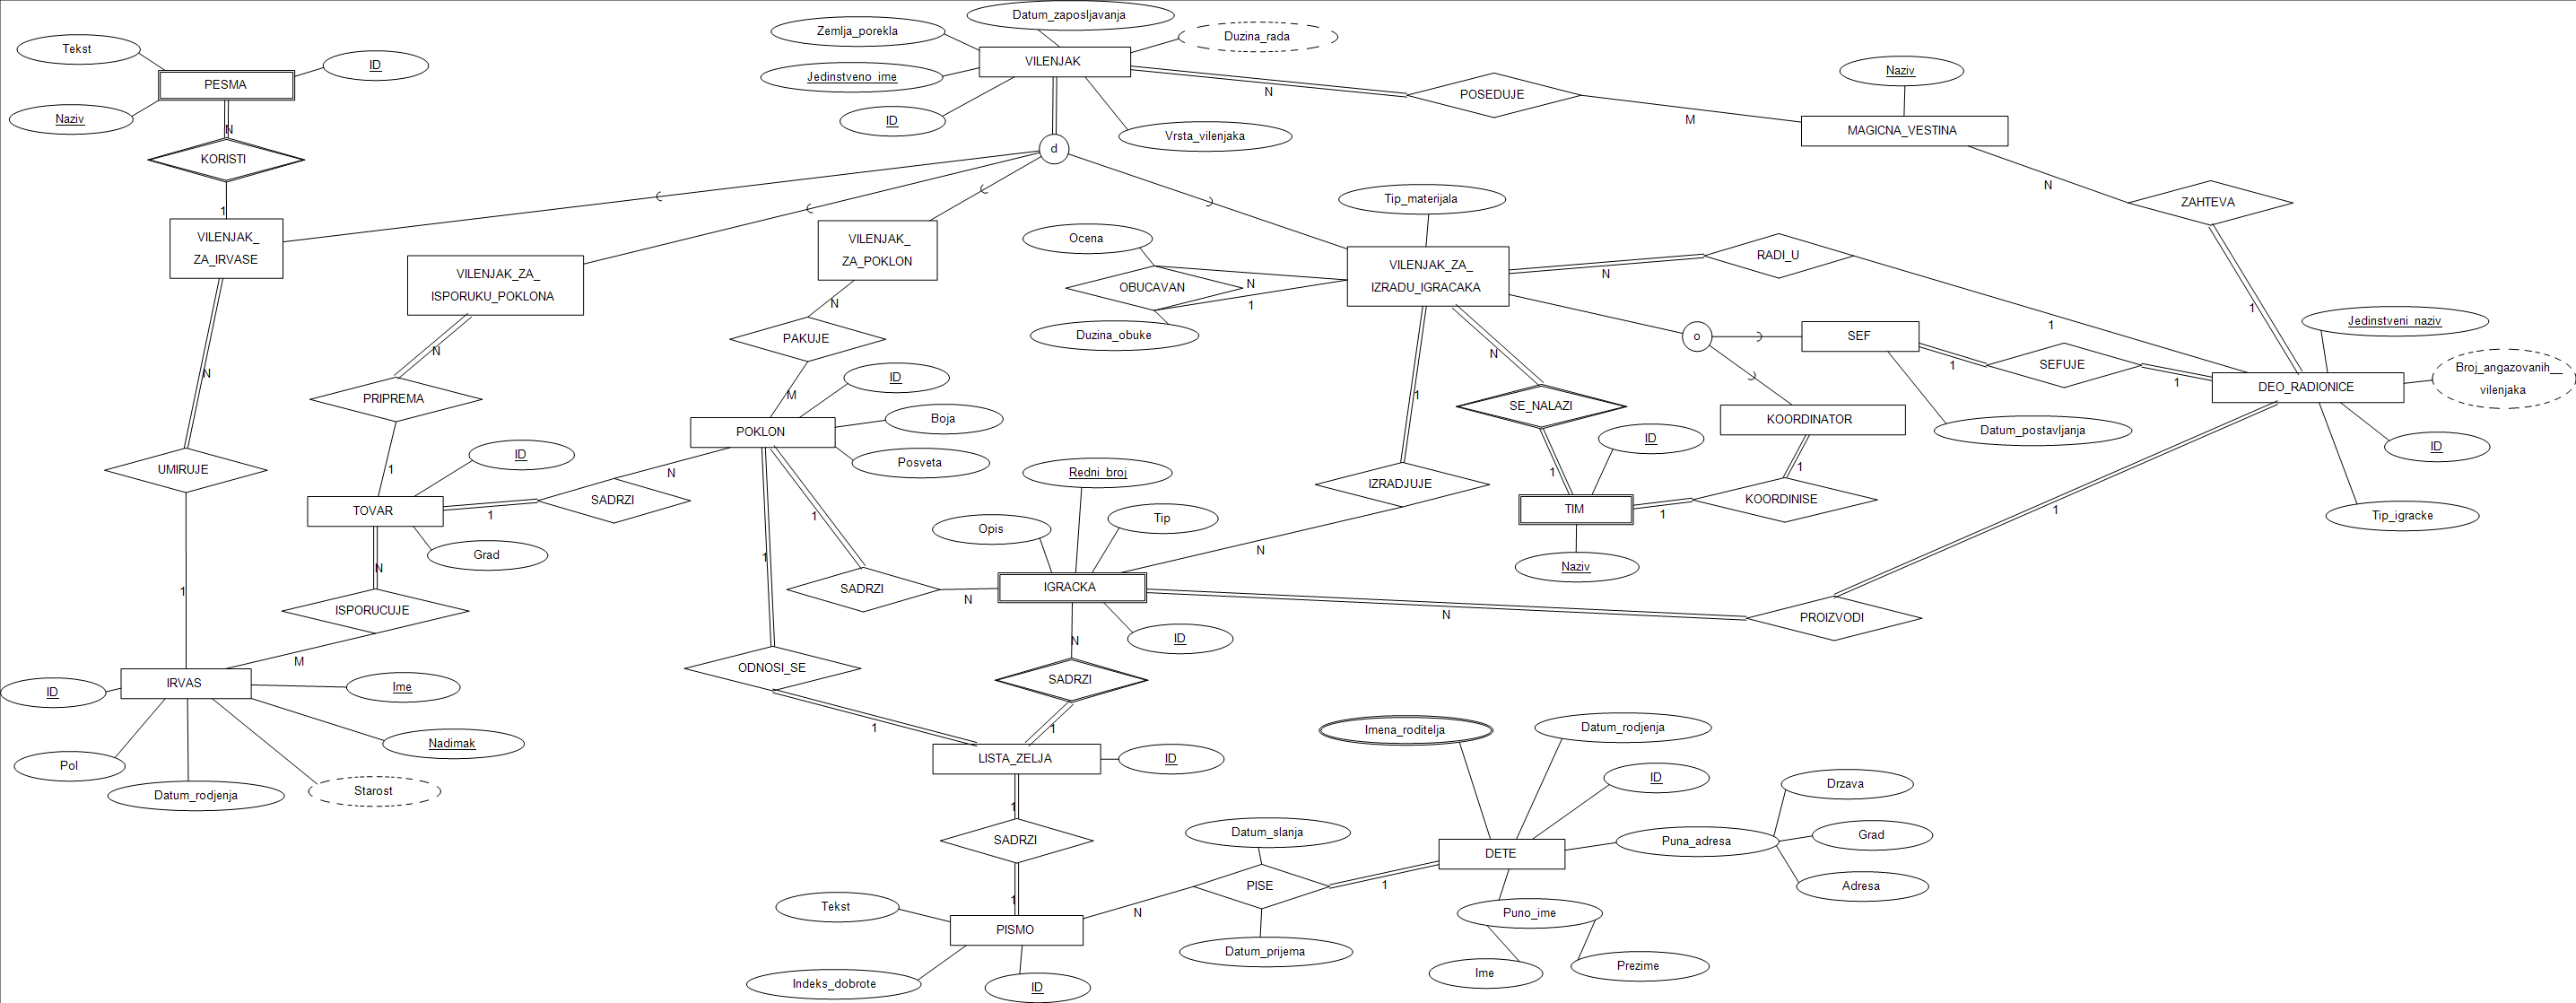 Datum_zaposljavanja
Zemlja_porekla
Duzina_rada
Tekst
ID
VILENJAK
Naziv
Jedinstveno_ime
PESMA
N
POSEDUJE
Naziv
ID
M
MAGICNA_VESTINA
N
Vrsta_vilenjaka
KORISTI
d
N
1
Tip_materijala
ZAHTEVA
VILENJAK_
ZA_IRVASE
Ocena
VILENJAK_
ZA_POKLON
VILENJAK_ZA_
IZRADU_IGRACAKA
RADI_U
N
VILENJAK_ZA_
ISPORUKU_POKLONA
OBUCAVAN
N
1
1
N
1
Jedinstveni_naziv
PAKUJE
Duzina_obuke
o
SEF
N
N
1
SEFUJE
1
Broj_angazovanih__
vilenjaka
N
ID
DEO_RADIONICE
PRIPREMA
M
1
SE_NALAZI
Boja
KOORDINATOR
POKLON
Datum_postavljanja
ID
ID
ID
Posveta
UMIRUJE
1
N
Redni_broj
1
1
IZRADJUJE
SADRZI
KOORDINISE
TOVAR
1
1
TIM
1
1
Tip_igracke
Opis
Tip
Grad
N
1
N
Naziv
SADRZI
N
IGRACKA
1
ISPORUCUJE
N
PROIZVODI
ID
N
M
ODNOSI_SE
SADRZI
IRVAS
Ime
ID
1
1
Imena_roditelja
Datum_rodjenja
Nadimak
LISTA_ZELJA
ID
Pol
ID
Datum_rodjenja
Starost
Drzava
1
Datum_slanja
Grad
SADRZI
Puna_adresa
DETE
PISE
1
Adresa
1
Tekst
N
Puno_ime
PISMO
Datum_prijema
Prezime
Ime
Indeks_dobrote
ID